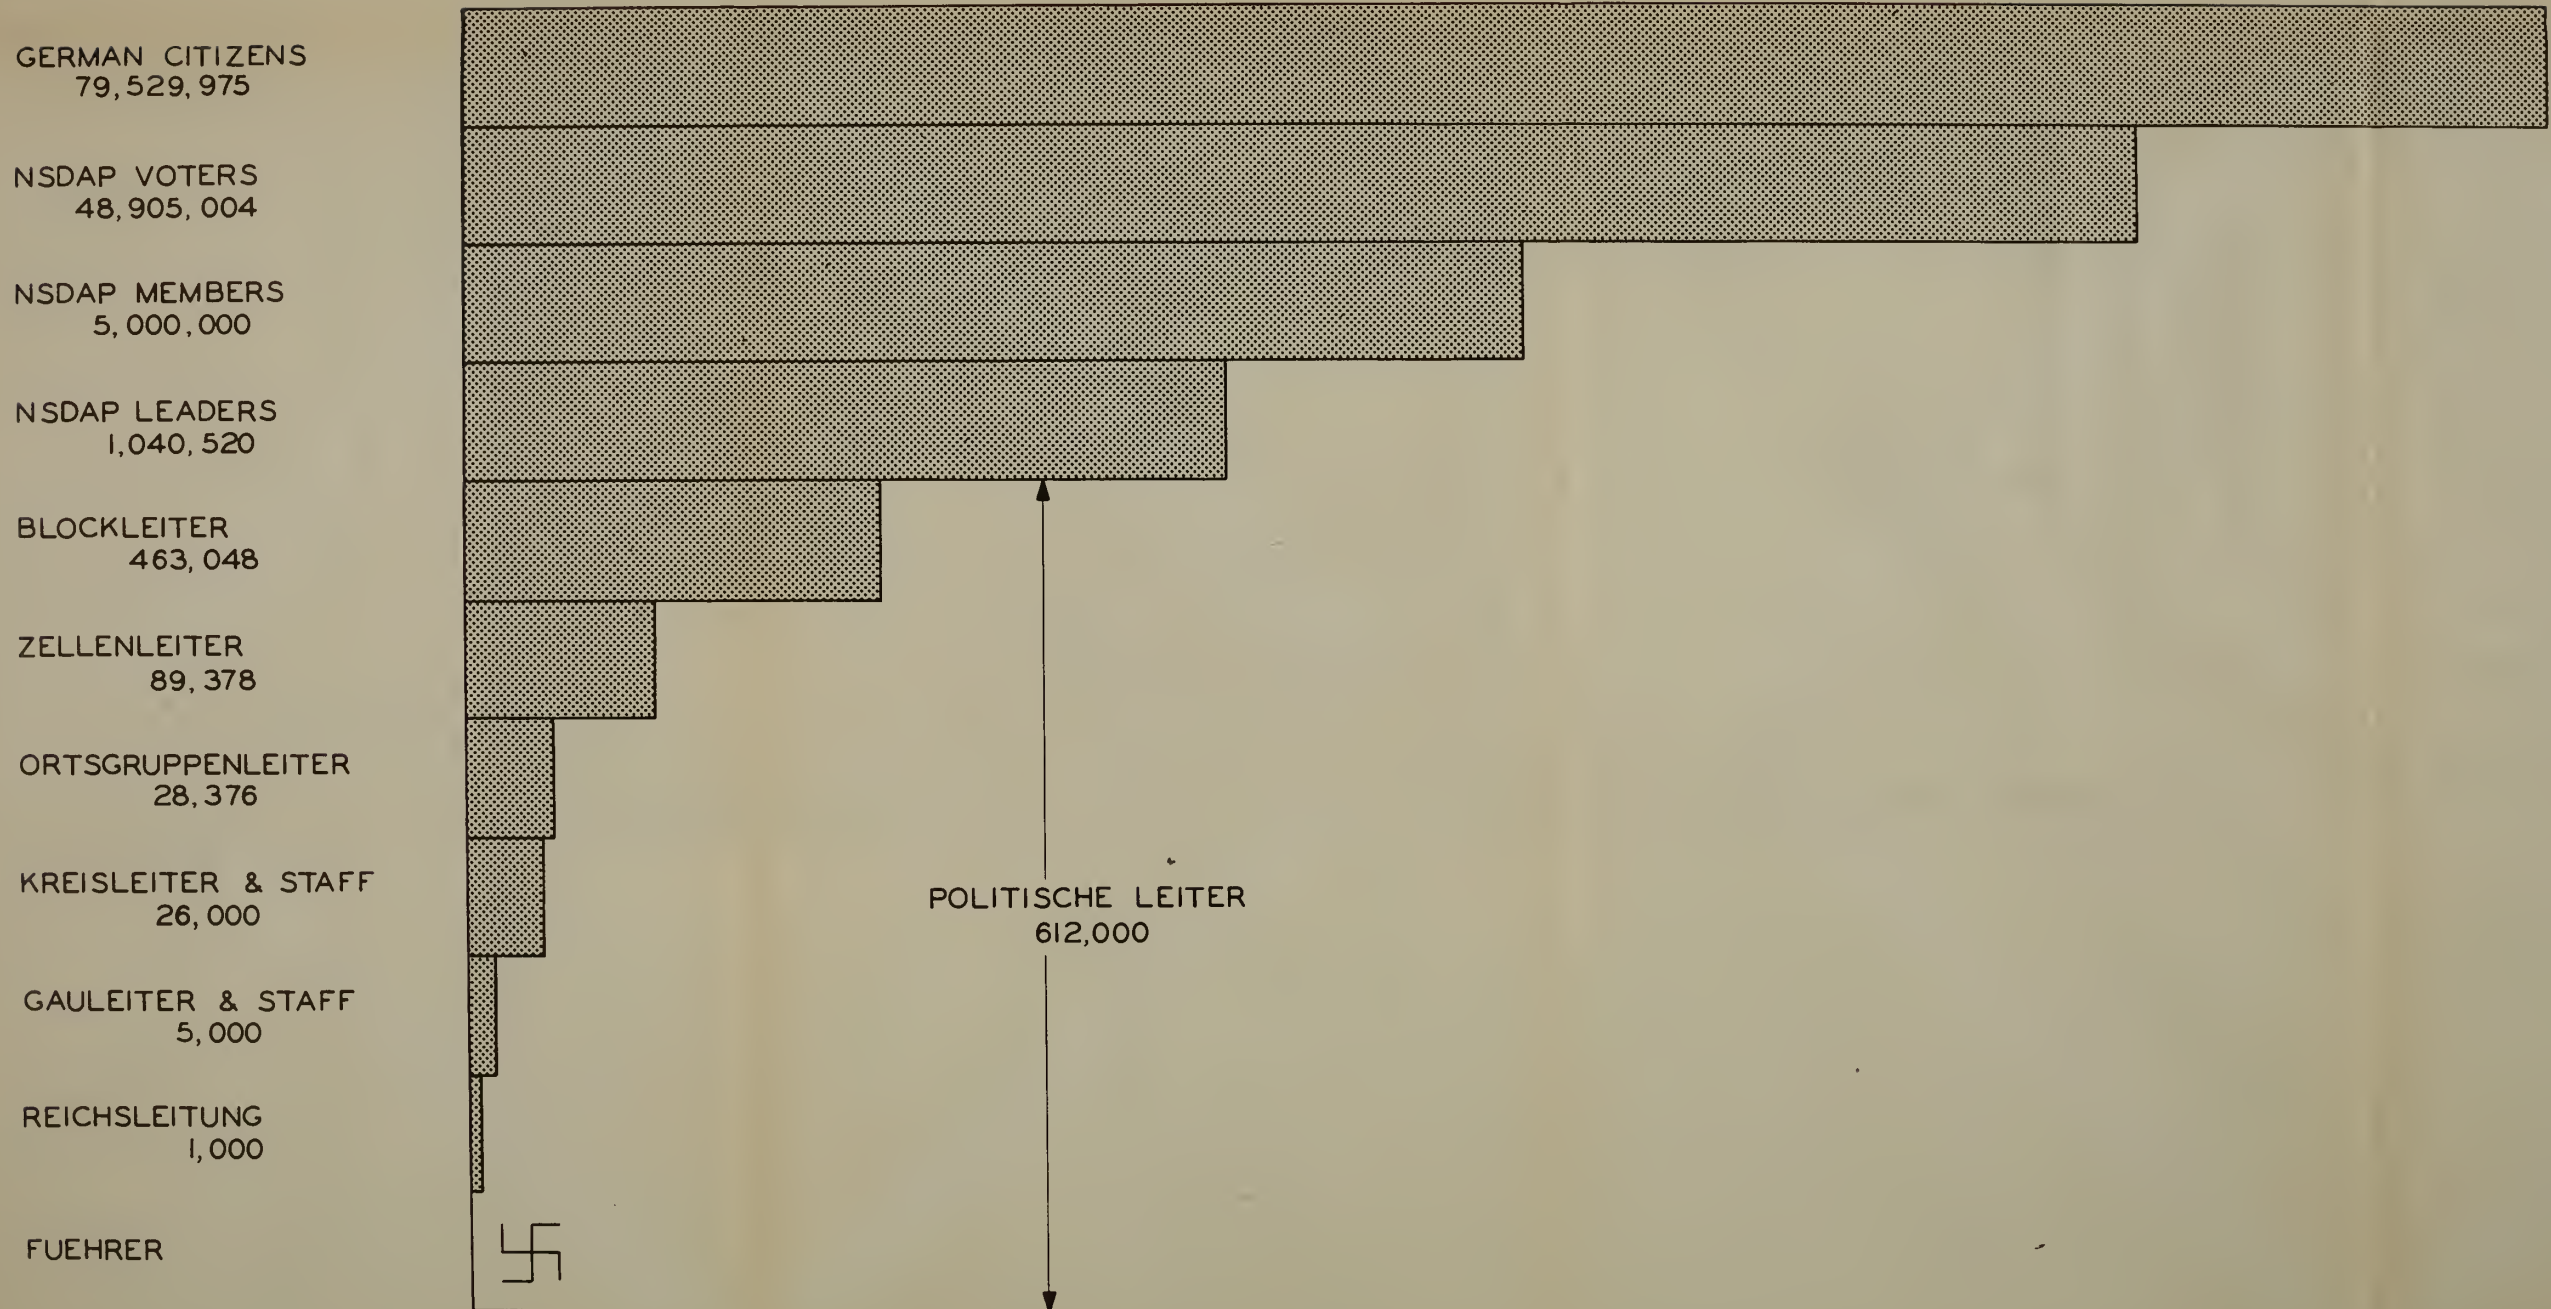 GERMAN CITIZENS
79,529,975
NSDAP VOTERS
48,905,004
NSDAP MEMBERS
5,000,000
NSDAP LEADERS
1,040,520
BLOCKLEITER
463,048
ZELLENLEITER
89,378
ORTSGRUPPENLEITER
28,376
KREISLEITER & STAFF
26,000
POLITISCHE LEITER
612,000
GAULEITER & STAFF
5,000
REICHSLEITUNG
1,000
FUEHRER